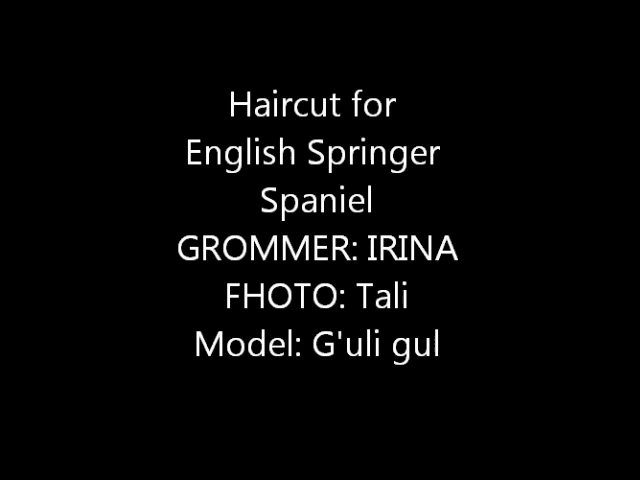 Haircut for
English Springer
Spaniel
GROMMER: IRINA
FHOTO: Tali
Model: G'uli gul